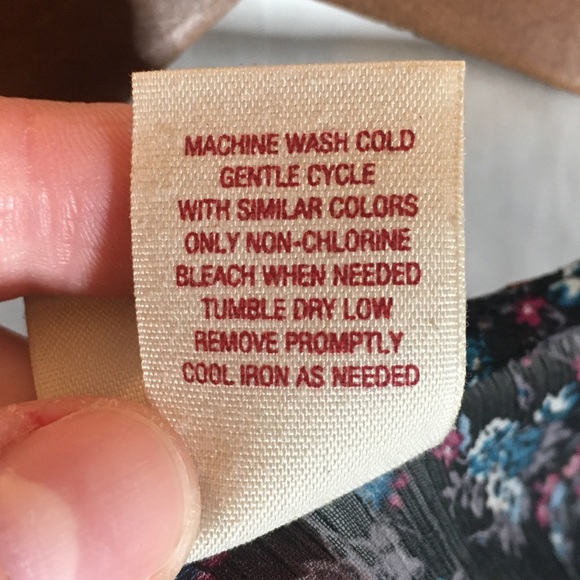 MACHINE WASH COLD
GENTLE CYCLE
WITH SIMILAR COLORS
ONLY NON-CHLORINE
BLEACH WHEN NEEDED
TUMBLE DRY LOW
REMOVE PROMPTLY
COOL IRON AS NEEDED